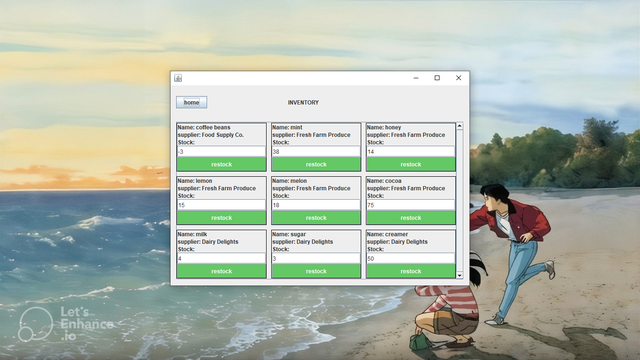 home
INVENTORY
Name: coffee beans
supplier: Food Supply Co.
Stock:
-3
restock
Name: mint
supplier: Fresh Farm Produce
Stock:
38
restock
Name: honey
supplier: Fresh Farm Produce
Stock:
14
restock
Name: lemon
supplier: Fresh Farm Produce
Stock:
15
restock
Name: melon
supplier: Fresh Farm Produce
Stock:
18
restock
Name: cocoa
supplier: Fresh Farm Produce
Stock:
75
restock
Name: milk
supplier: Dairy Delights
Stock:
4
restock
Name: sugar
supplier: Dairy Delights
Stock:
3
restock
Name: creamer
supplier: Dairy Delights
Stock:
50
restock
Let's
Enhance
.io